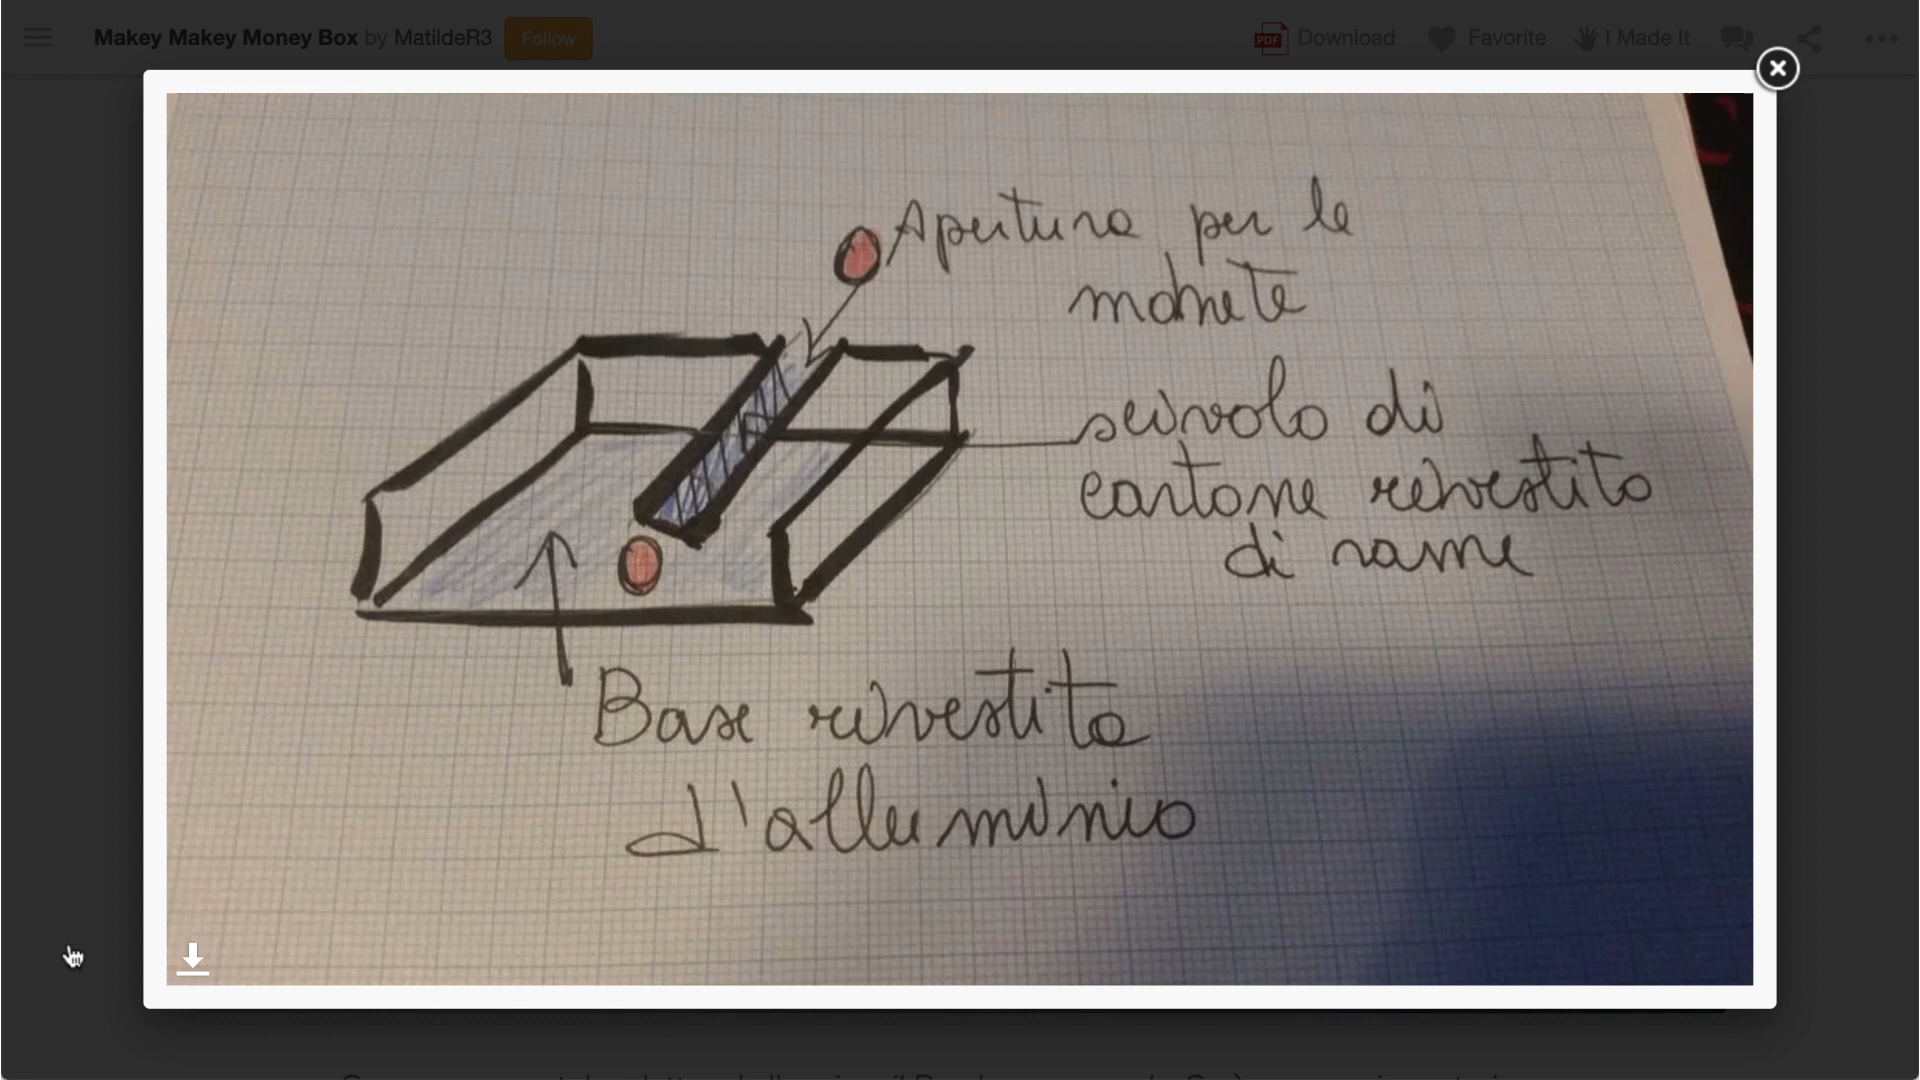 Makey Makey Money Box by MatildeR3
Follow
Download
Favorite
I Made It
Apertura per le
monete
scivolo di
cartone rivestito
di rame
Base rivestita
d'alluminio